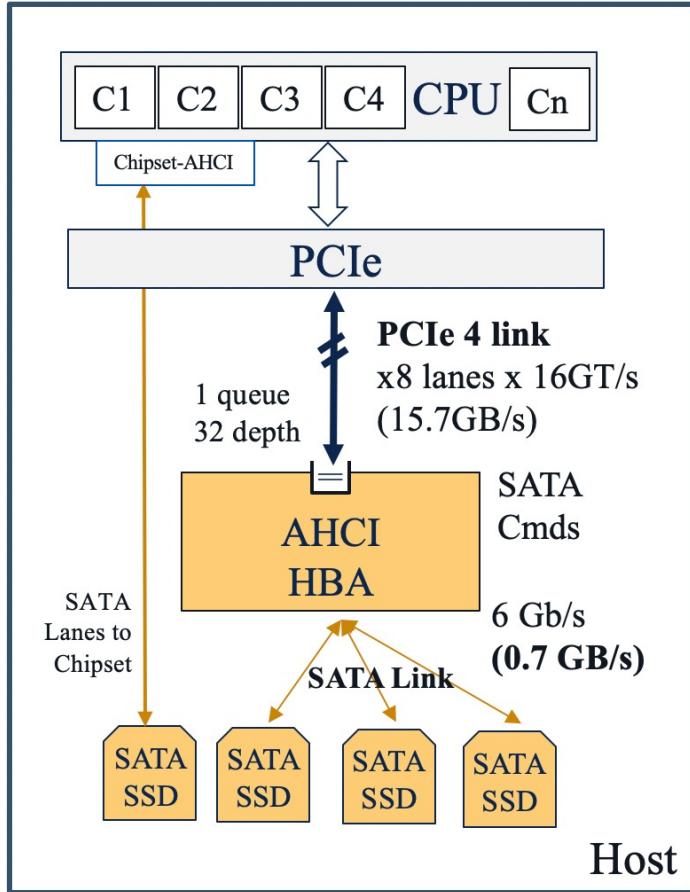 C1 C2 C3 C4 CPU Cn
Chipset-AHCI
PCIe
PCIe 4 link
x8 lanes x 16GT/s
(15.7GB/s)
1 queue
32 depth
AHCI
HBA
SATA
Cmds
SATA
Lanes to
Chipset
6 Gb/s
(0.7 GB/s)
SATA Link
SATA
SSD
SATA
SSD
SATA
SSD
SATA
SSD
Host